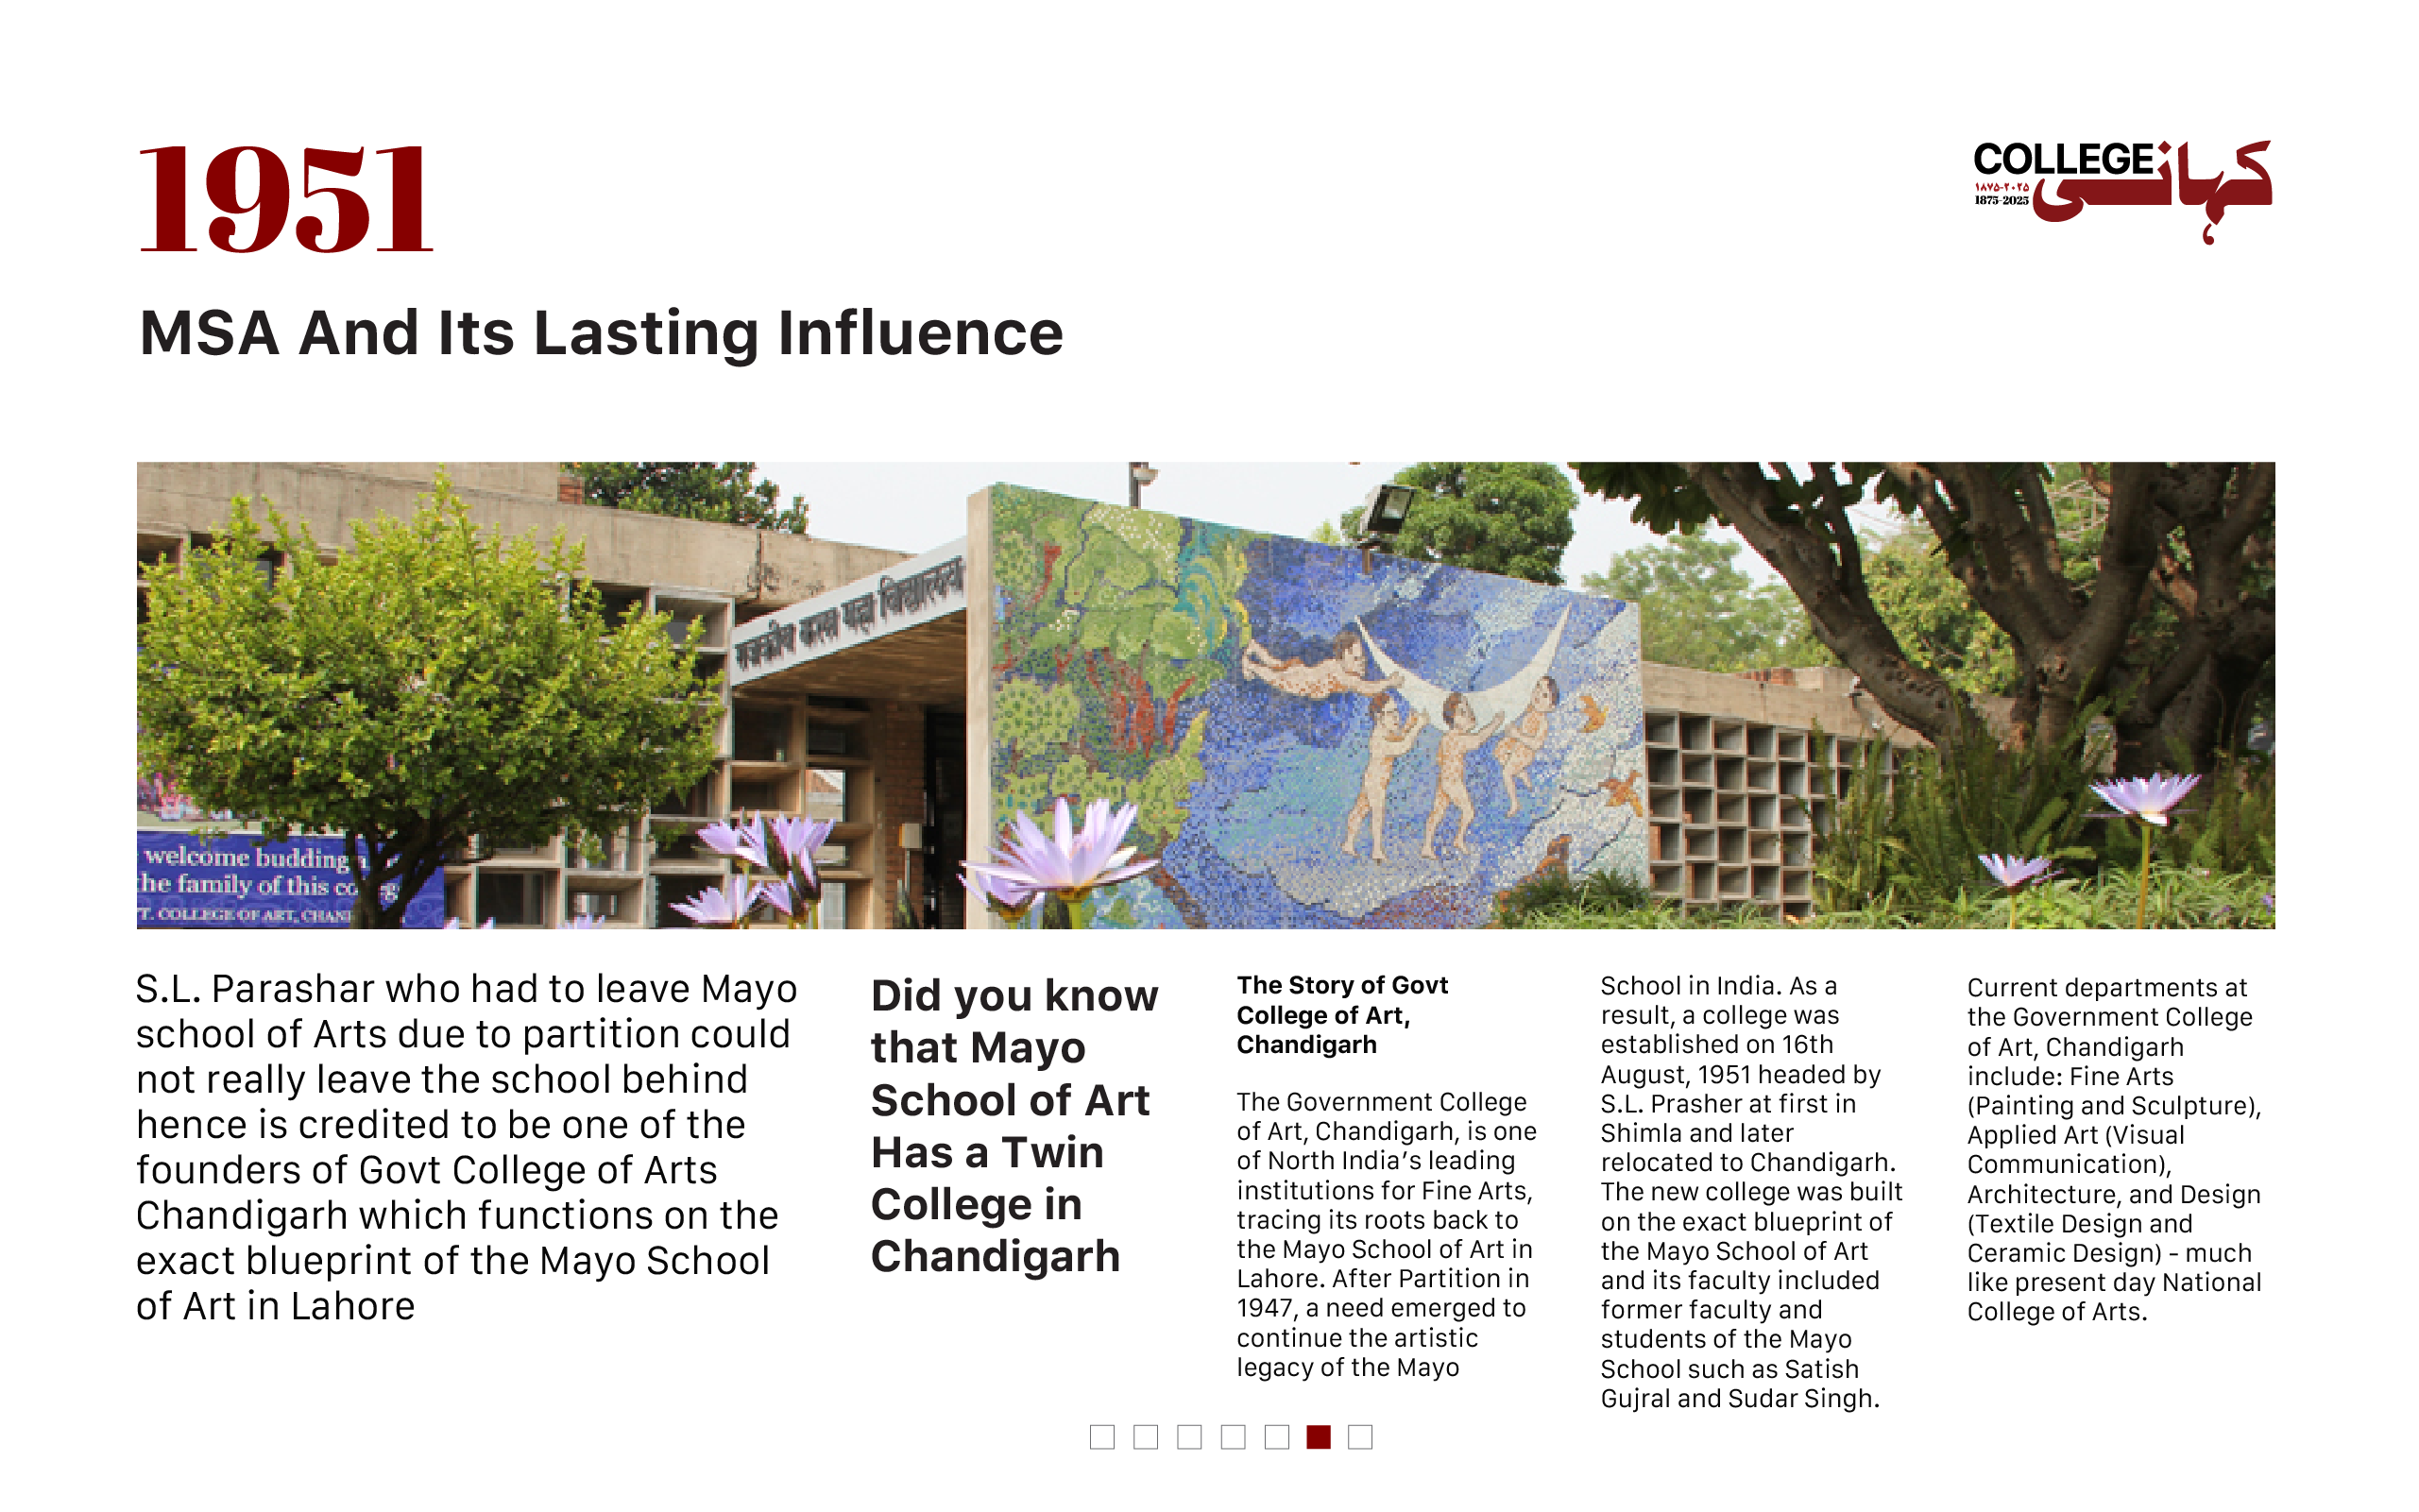 1951
COLLEGE کہانی
۱۸۷۵-۲۰۲۵
1875-2025
MSA And Its Lasting Influence
राजकीय कला महा विद्यालय
welcome budding
he family of this
T. COLLEGE OF ART,
S.L. Parashar who had to leave Mayo
school of Arts due to partition could
not really leave the school behind
hence is credited to be one of the
founders of Govt College of Arts
Chandigarh which functions on the
exact blueprint of the Mayo School
of Art in Lahore
Did you know
that Mayo
School of Art
Has a Twin
College in
Chandigarh
The Story of Govt
College of Art,
Chandigarh
The Government College
of Art, Chandigarh, is one
of North India’s leading
institutions for Fine Arts,
tracing its roots back to
the Mayo School of Art in
Lahore. After Partition in
1947, a need emerged to
continue the artistic
legacy of the Mayo
School in India. As a
result, a college was
established on 16th
August, 1951 headed by
S.L. Prasher at first in
Shimla and later
relocated to Chandigarh.
The new college was built
on the exact blueprint of
the Mayo School of Art
and its faculty included
former faculty and
students of the Mayo
School such as Satish
Gujral and Sudar Singh.
Current departments at
the Government College
of Art, Chandigarh
include: Fine Arts
(Painting and Sculpture),
Applied Art (Visual
Communication),
Architecture, and Design
(Textile Design and
Ceramic Design) - much
like present day National
College of Arts.